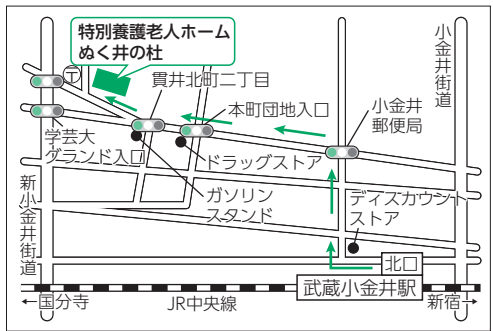 特別養護老人ホーム
ぬく井の杜
〒
貫井北町二丁目
本町団地入口
小金井
郵便局
小金井街道
学芸大
グランド入口
ドラッグストア
ガソリン
スタンド
ディスカウント
ストア
新小金井街道
北口
武蔵小金井駅
←国分寺
JR中央線
新宿→